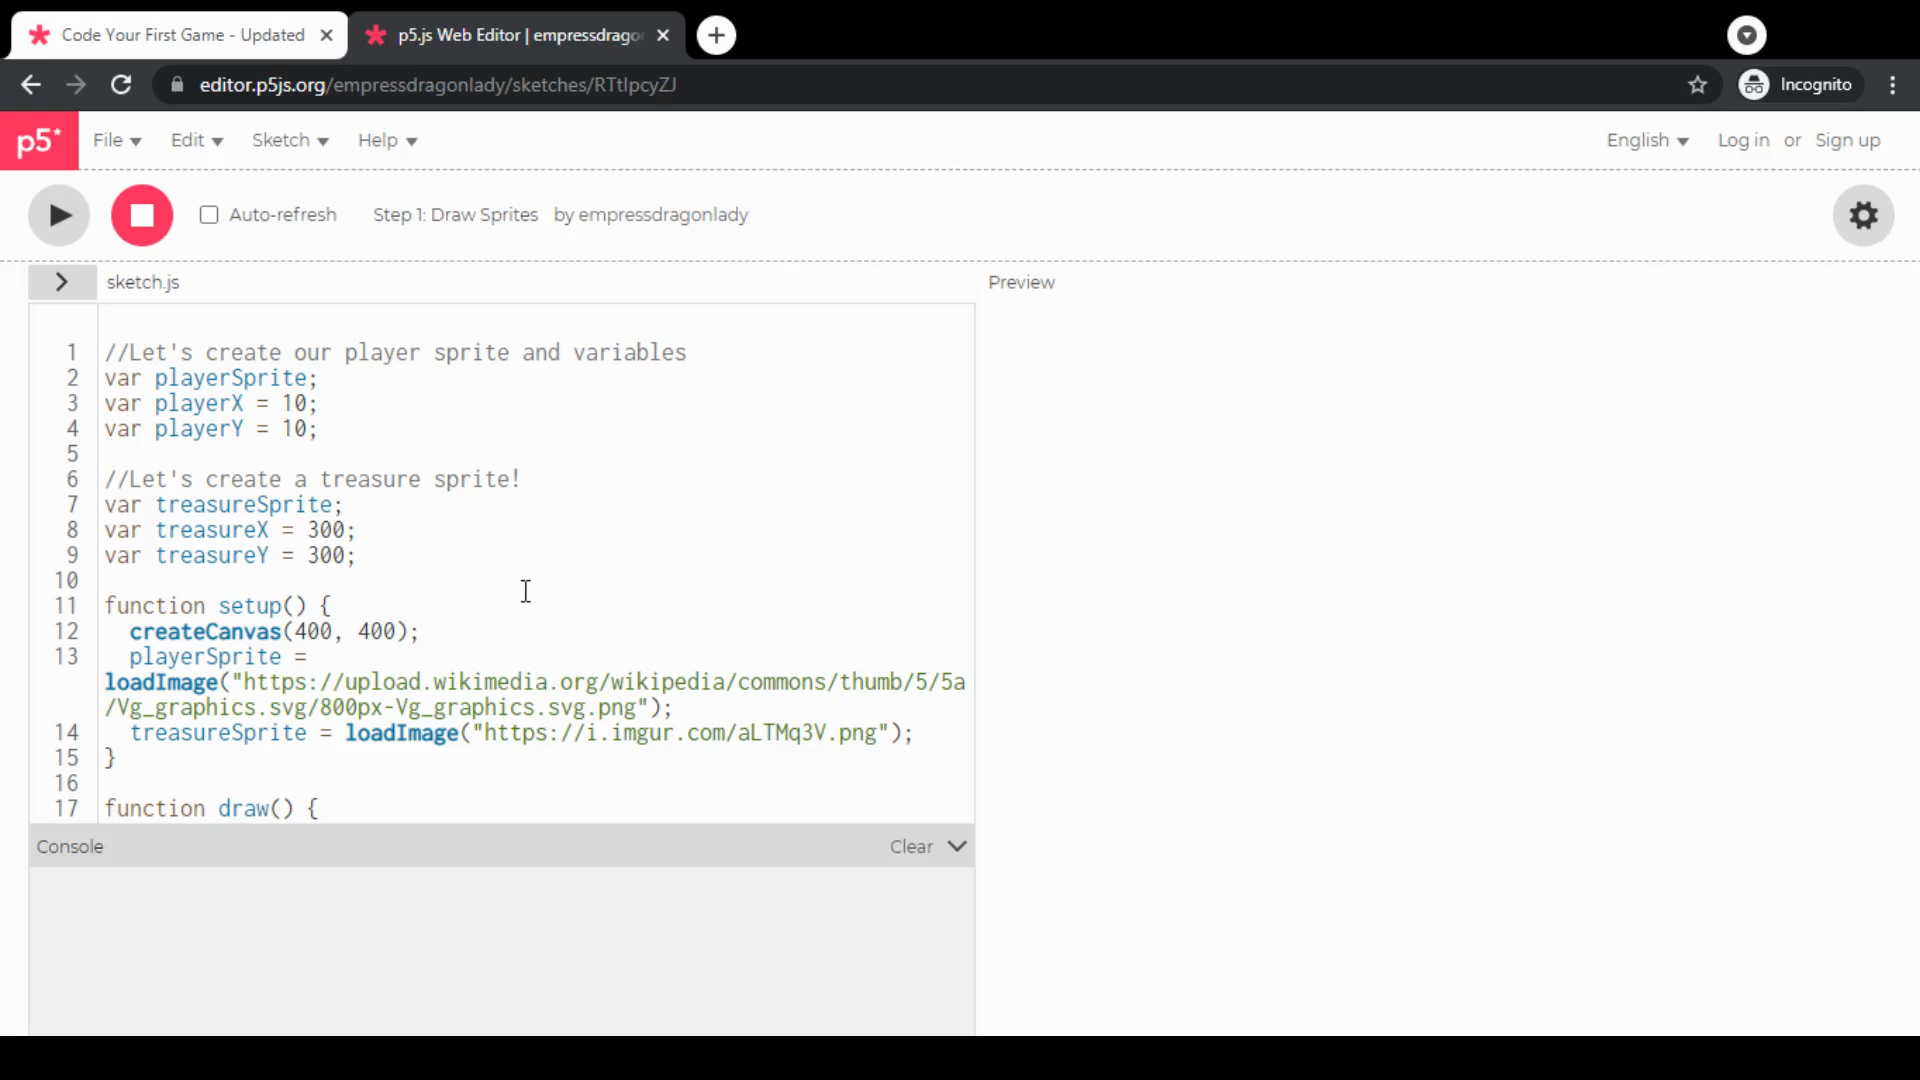 Code Your First Game - Updated
p5.js Web Editor | empressdrago
editor.p5js.org/empressdragonlady/sketches/RTtIpcyZJ
Incognito
p5*
File
Edit
Sketch
Help
English
Log in or Sign up
Auto-refresh
Step 1: Draw Sprites by empressdragonlady
sketch.js
Preview
1 //Let's create our player sprite and variables
2 var playerSprite;
3 var playerX = 10;
4 var playerY = 10;
5
6 //Let's create a treasure sprite!
7 var treasureSprite;
8 var treasureX = 300;
9 var treasureY = 300;
10
11 function setup() {
12 createCanvas(400, 400);
13 playerSprite =
loadImage("https://upload.wikimedia.org/wikipedia/commons/thumb/5/5a
/Vg_graphics.svg/800px-Vg_graphics.svg.png");
14 treasureSprite = loadImage("https://i.imgur.com/aLTMq3V.png");
15 }
16
17 function draw() {
Console
Clear